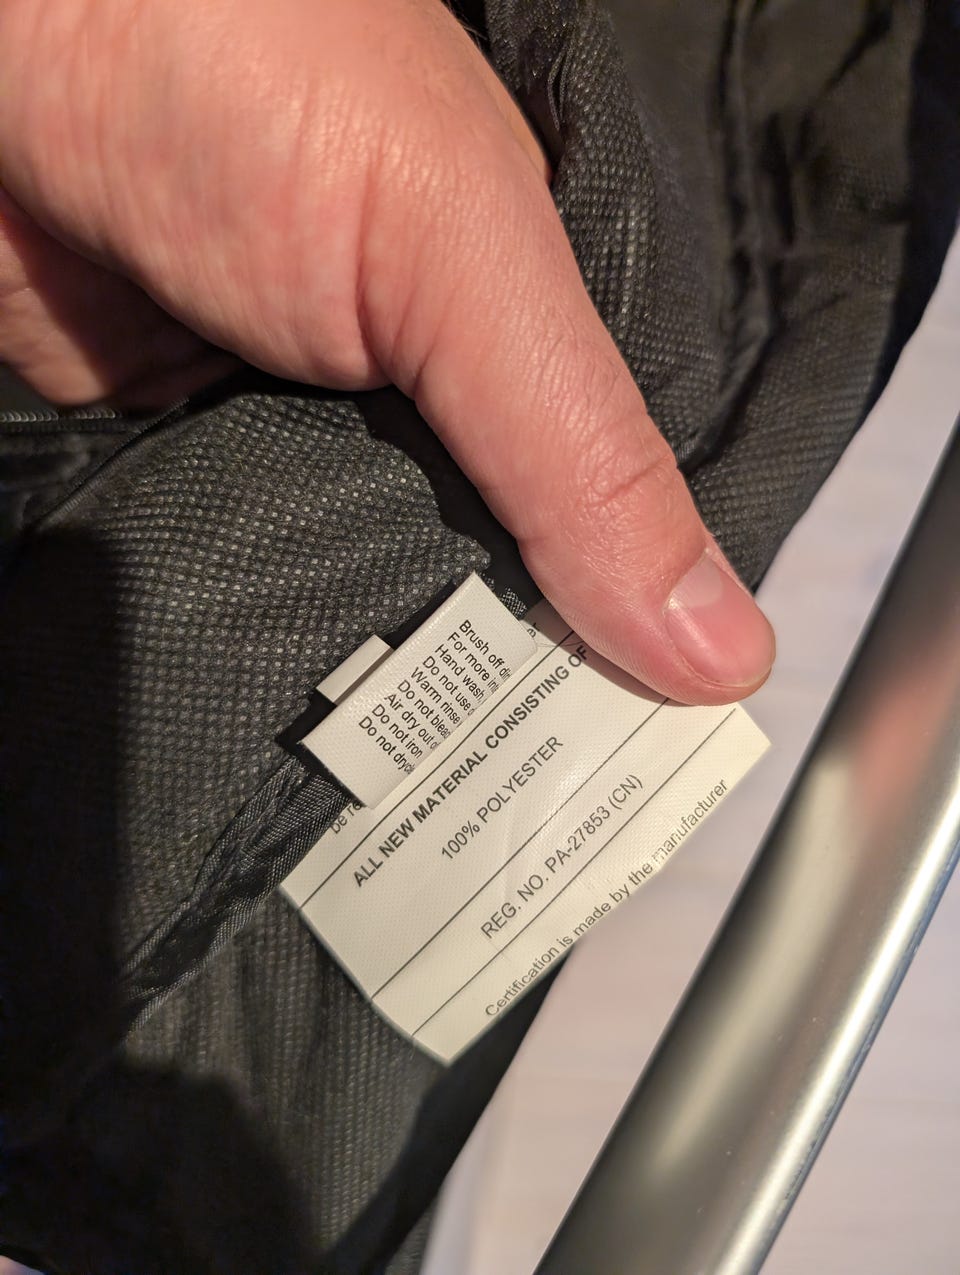 Brush off
For more
Hand wash,
Do not use
Warm rinse
Do not
Air dry out
Do not iron
Do not
be
ALL NEW MATERIAL CONSISTING OF
100% POLYESTER
REG. NO. PA-27853 (CN)
Certification is made by the manufacturer